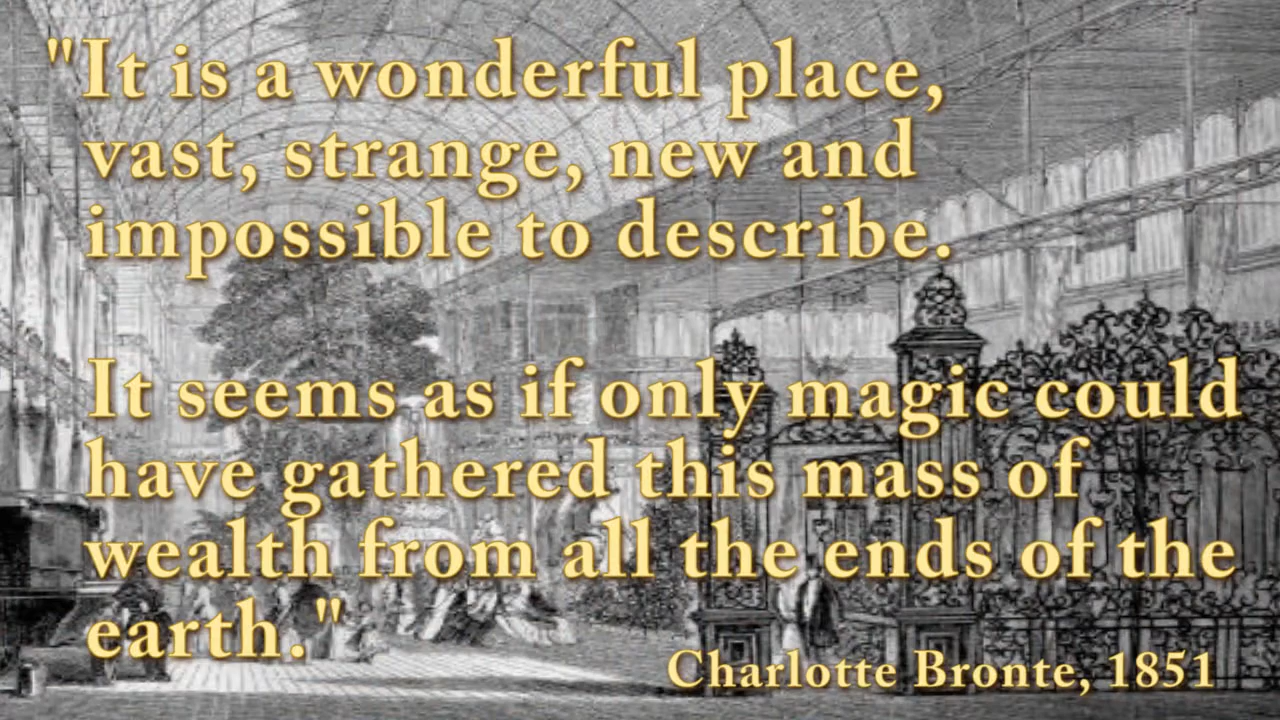 "It is a wonderful place,
vast, strange, new and
impossible to describe.
It seems as if only magic could
have gathered this mass of
wealth from all the ends of the
earth."
Charlotte Bronte, 1851